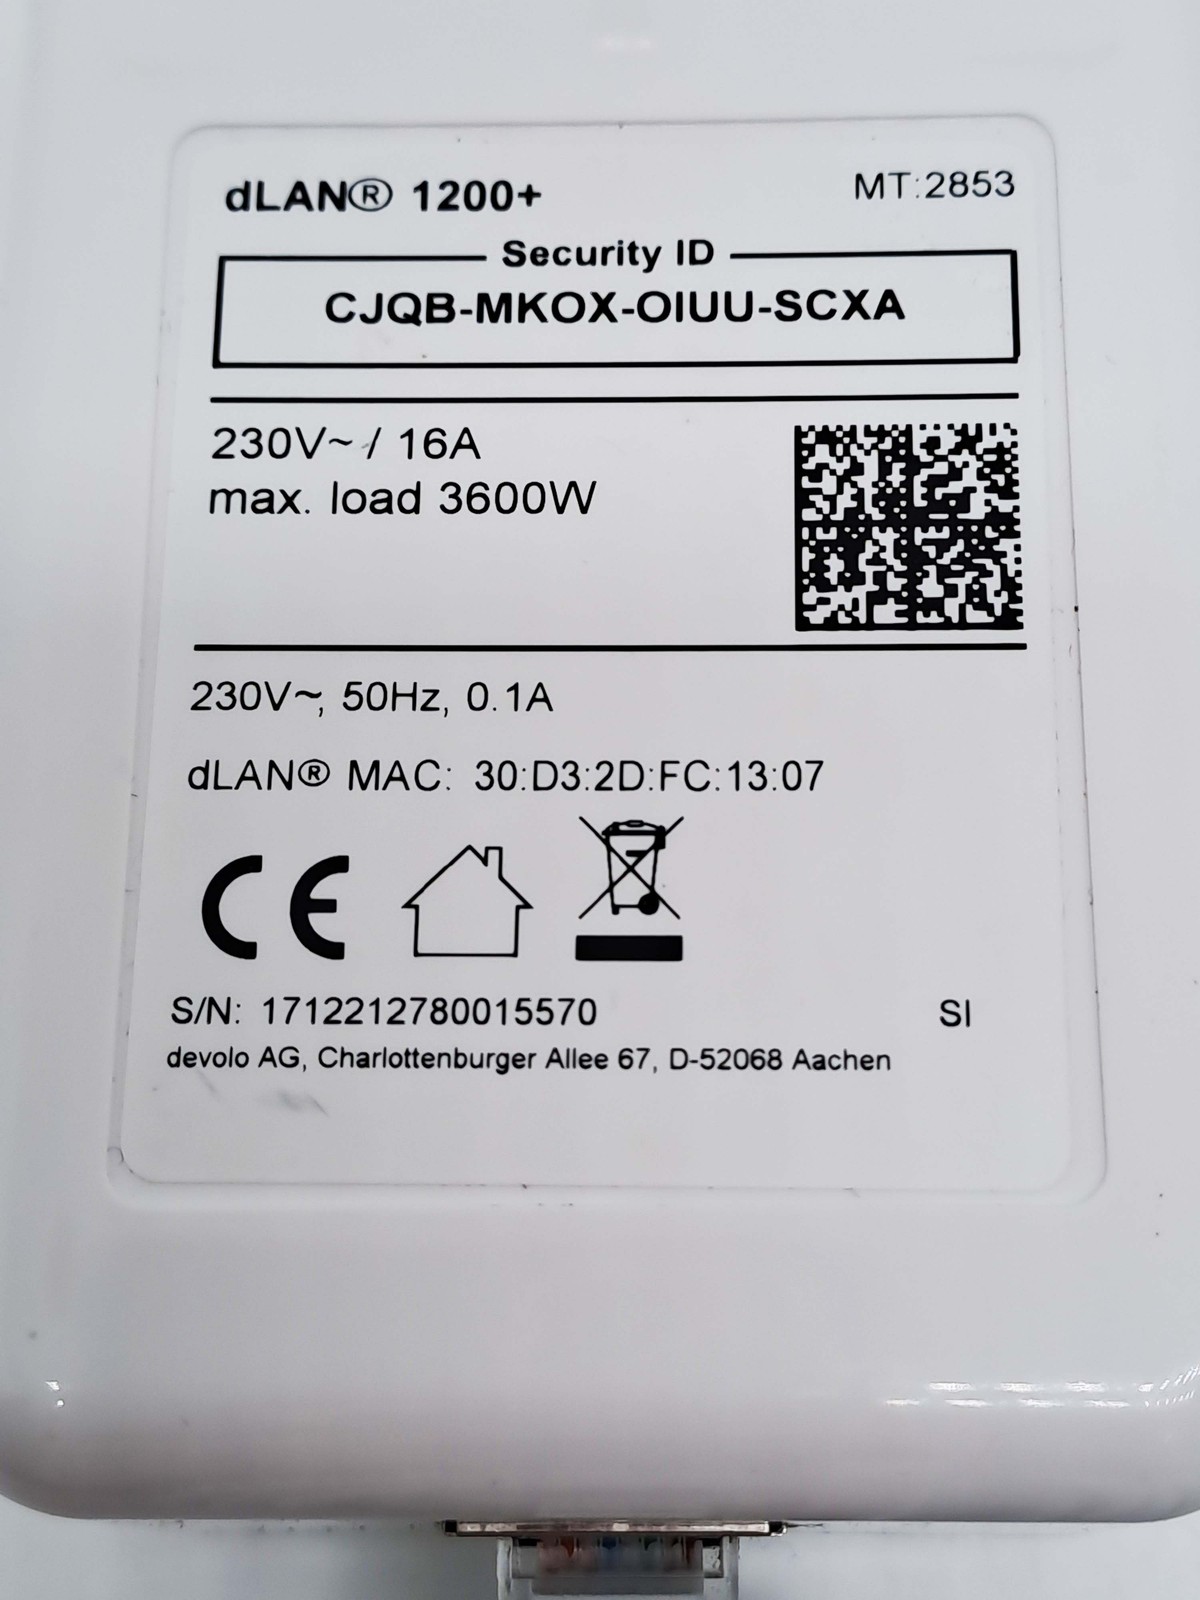 dLAN® 1200+ MT:2853
Security ID
CJQB-MKOX-OIUU-SCXA
230V~ / 16A
max. load 3600W
230V~, 50Hz, 0.1A
dLAN® MAC: 30:D3:2D:FC:13:07
CE
S/N: 1712212780015570 SI
devolo AG, Charlottenburger Allee 67, D-52068 Aachen